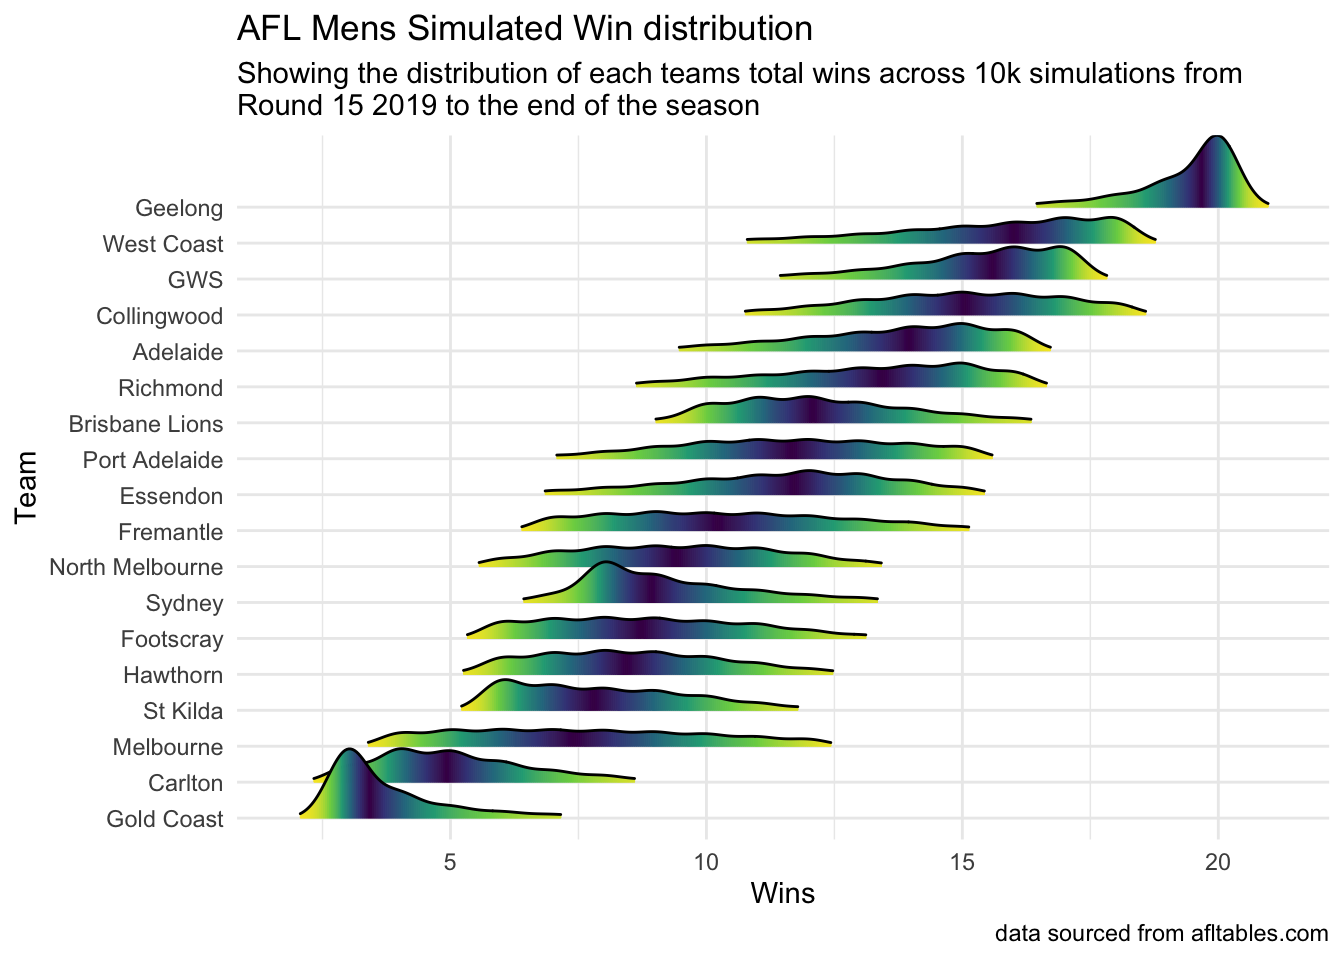 AFL Mens Simulated Win distribution
Showing the distribution of each teams total wins across 10k simulations from
Round 15 2019 to the end of the season
Team
Geelong
West Coast
GWS
Collingwood
Adelaide
Richmond
Brisbane Lions
Port Adelaide
Essendon
Fremantle
North Melbourne
Sydney
Footscray
Hawthorn
St Kilda
Melbourne
Carlton
Gold Coast
5 10 15 20
Wins
data sourced from afltables.com